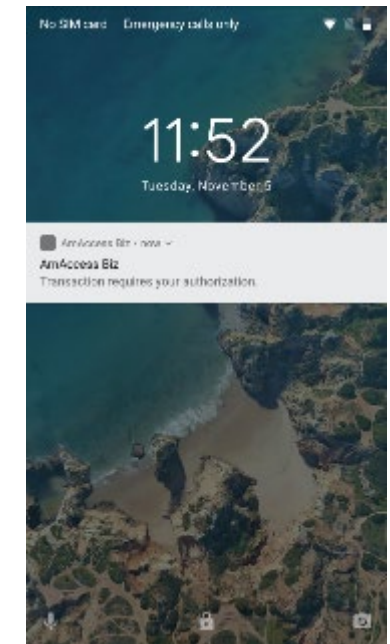 No SIM card Emergency calls only
11:52
Tuesday, November 5
AmAccess Biz • now
AmAccess Biz
Transaction requires your authorization.